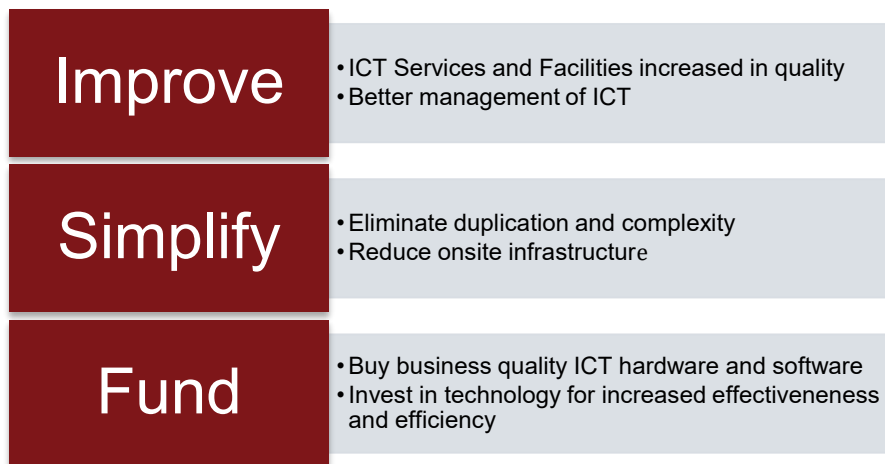 Improve
• ICT Services and Facilities increased in quality
• Better management of ICT
Simplify
• Eliminate duplication and complexity
• Reduce onsite infrastructure
Fund
• Buy business quality ICT hardware and software
• Invest in technology for increased effectiveneness
and efficiency